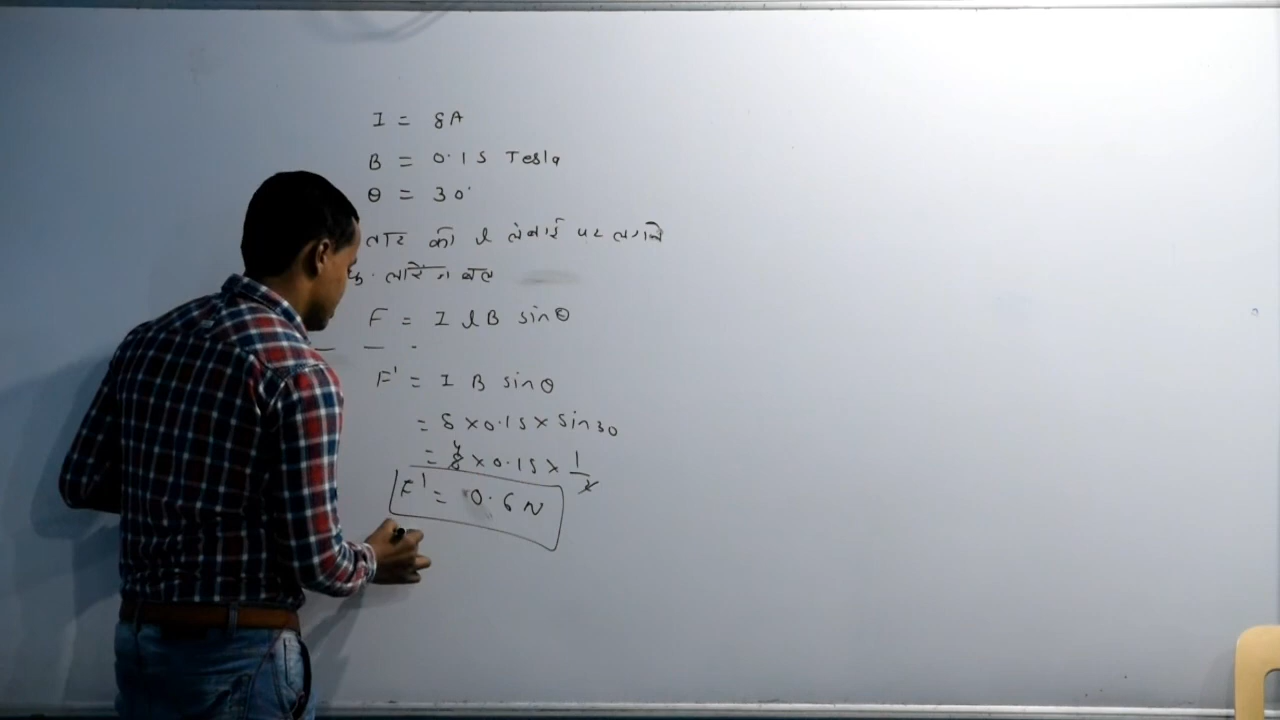 I = 8A
B = 0.15 Tesla
θ = 30°
तार की l लंबाई पर लगने
F = I l B sinθ
F' = I B sinθ
= 8 × 0.15 × sin30
= 8 4 × 0.15 × 1/2
F' = 0.6 N